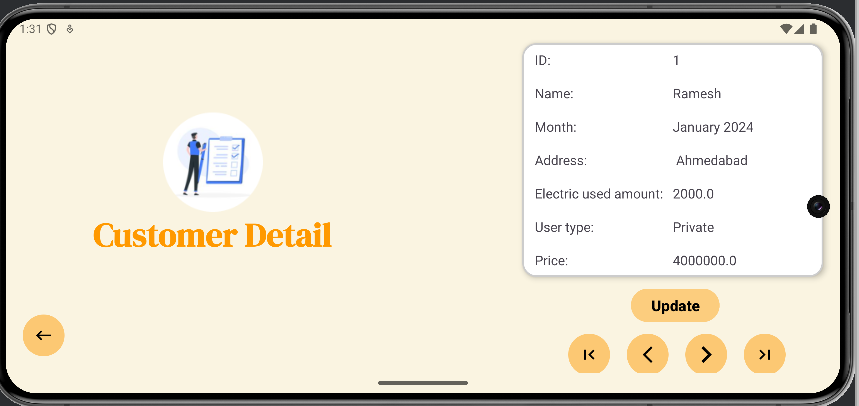 1:31
Customer Detail
ID: 1
Name: Ramesh
Month: January 2024
Address: Ahmedabad
Electric used amount: 2000.0
User type: Private
Price: 4000000.0
Update